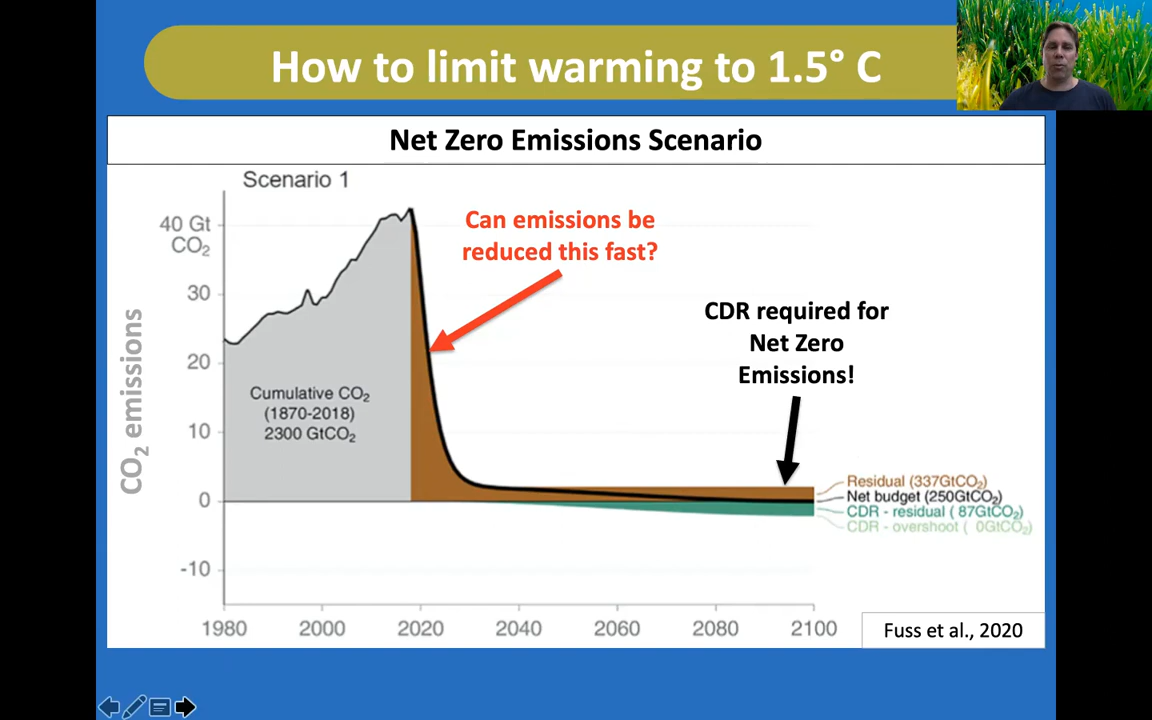 How to limit warming to 1.5° C
Net Zero Emissions Scenario
Scenario 1
40 Gt
CO₂
30
20
10
0
-10
CO₂ emissions
Can emissions be
reduced this fast?
CDR required for
Net Zero
Emissions!
Cumulative CO₂
(1870-2018)
2300 GtCO₂
Residual (337GtCO₂)
Net budget (250GtCO₂)
CDR - residual ( 87GtCO₂)
CDR - overshoot ( 0GtCO₂)
1980 2000 2020 2040 2060 2080 2100
Fuss et al., 2020